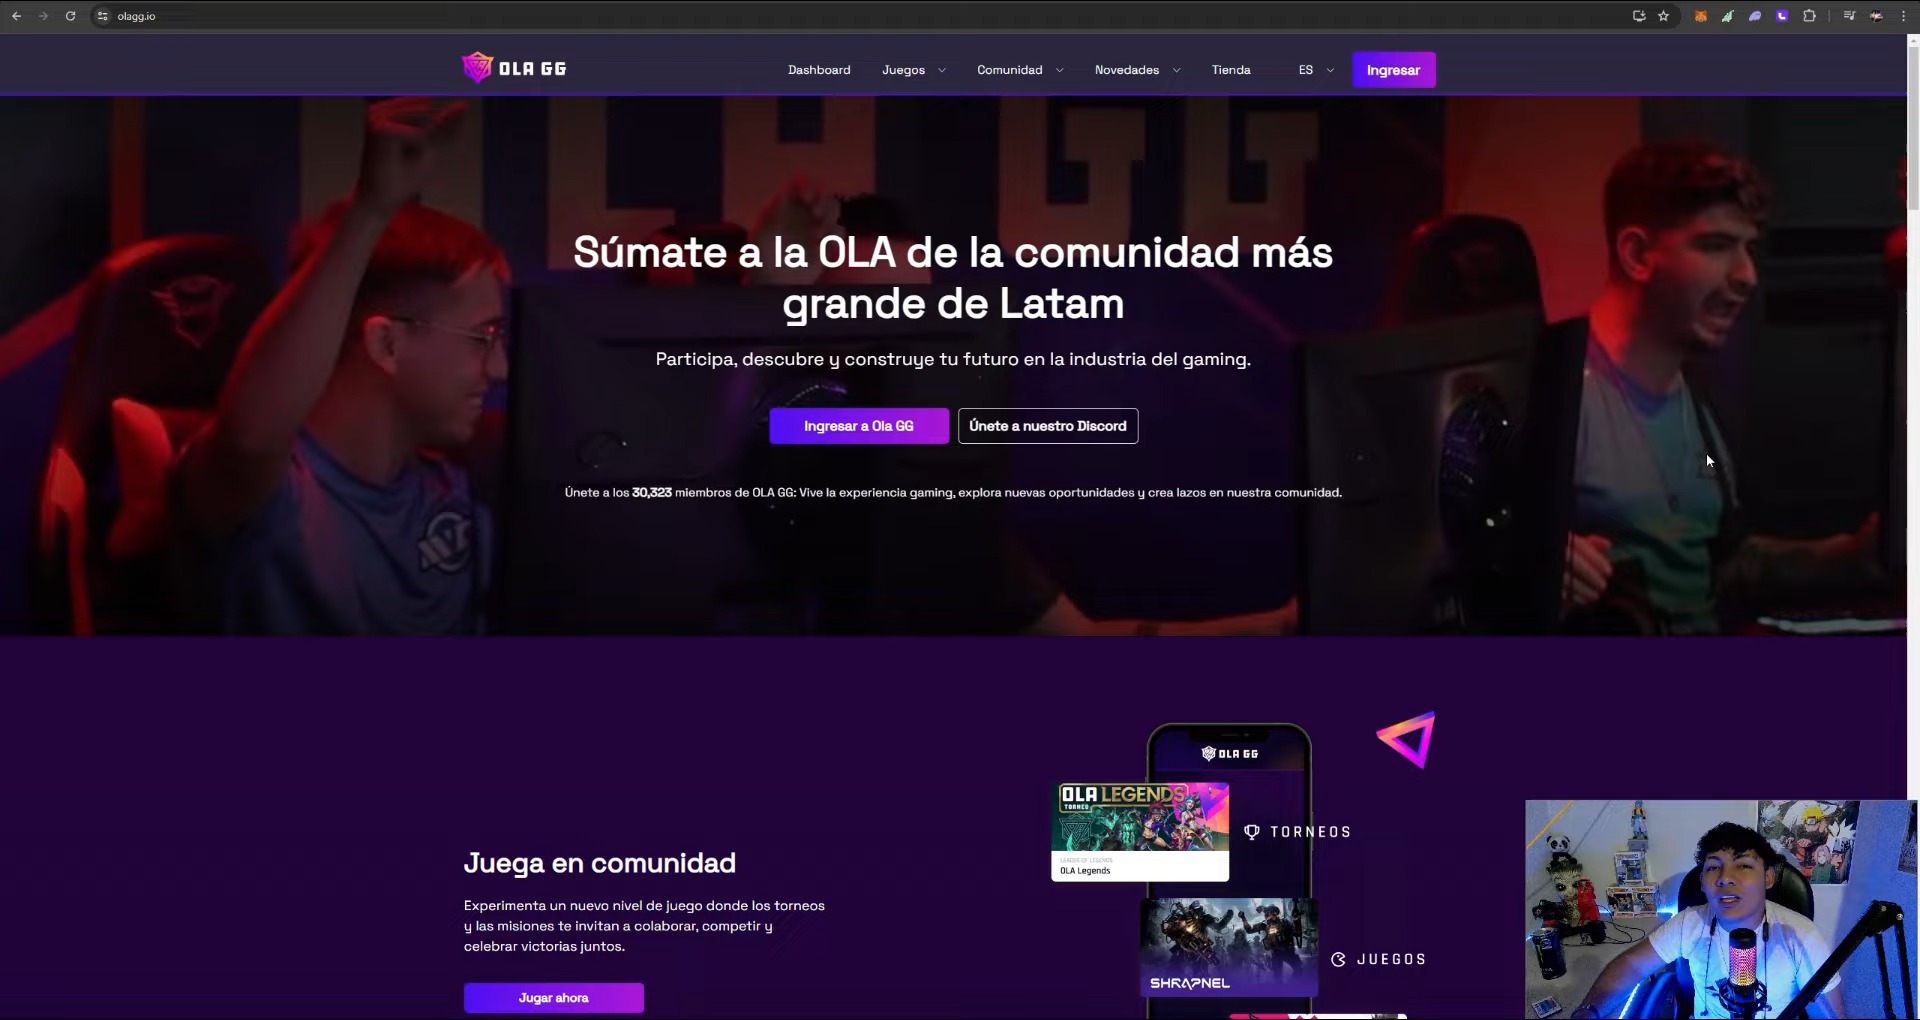 olagg.io
OLA GG
Dashboard Juegos Comunidad Novedades Tienda ES Ingresar
Súmate a la OLA de la comunidad más
grande de Latam
Participa, descubre y construye tu futuro en la industria del gaming.
Ingresar a Ola GG Únete a nuestro Discord
Únete a los 30,323 miembros de OLA GG: Vive la experiencia gaming, explora nuevas oportunidades y crea lazos en nuestra comunidad.
OLA GG
OLA LEGENDS
TORNEO
TORNEOS
LEAGUE OF LEGENDS
OLA Legends
Juega en comunidad
Experimenta un nuevo nivel de juego donde los torneos
y las misiones te invitan a colaborar, competir y
celebrar victorias juntos.
JUEGOS
SHRAPNEL
Jugar ahora